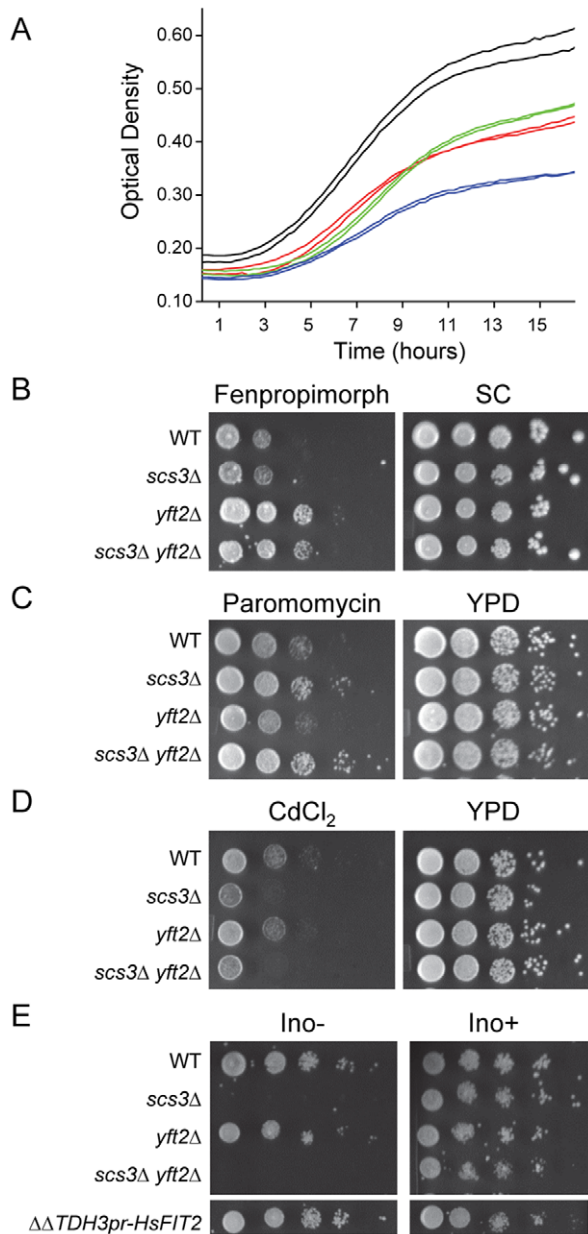 A
0.60
0.50
0.40
0.30
0.20
0.10
Optical Density
1 3 5 7 9 11 13 15
Time (hours)
B
Fenpropimorph SC
WT
scs3Δ
yft2Δ
scs3Δ yft2Δ
C
Paromomycin YPD
WT
scs3Δ
yft2Δ
scs3Δ yft2Δ
D
CdCl₂ YPD
WT
scs3Δ
yft2Δ
scs3Δ yft2Δ
E
Ino- Ino+
WT
scs3Δ
yft2Δ
scs3Δ yft2Δ
ΔΔTDH3pr-HsFIT2